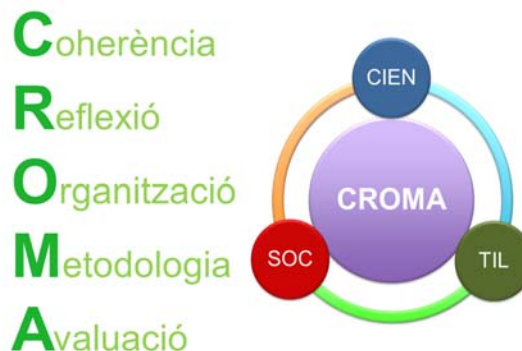 Coherència
Reflexió
Organització
Metodologia
Avaluació
CIEN
CROMA
SOC
TIL